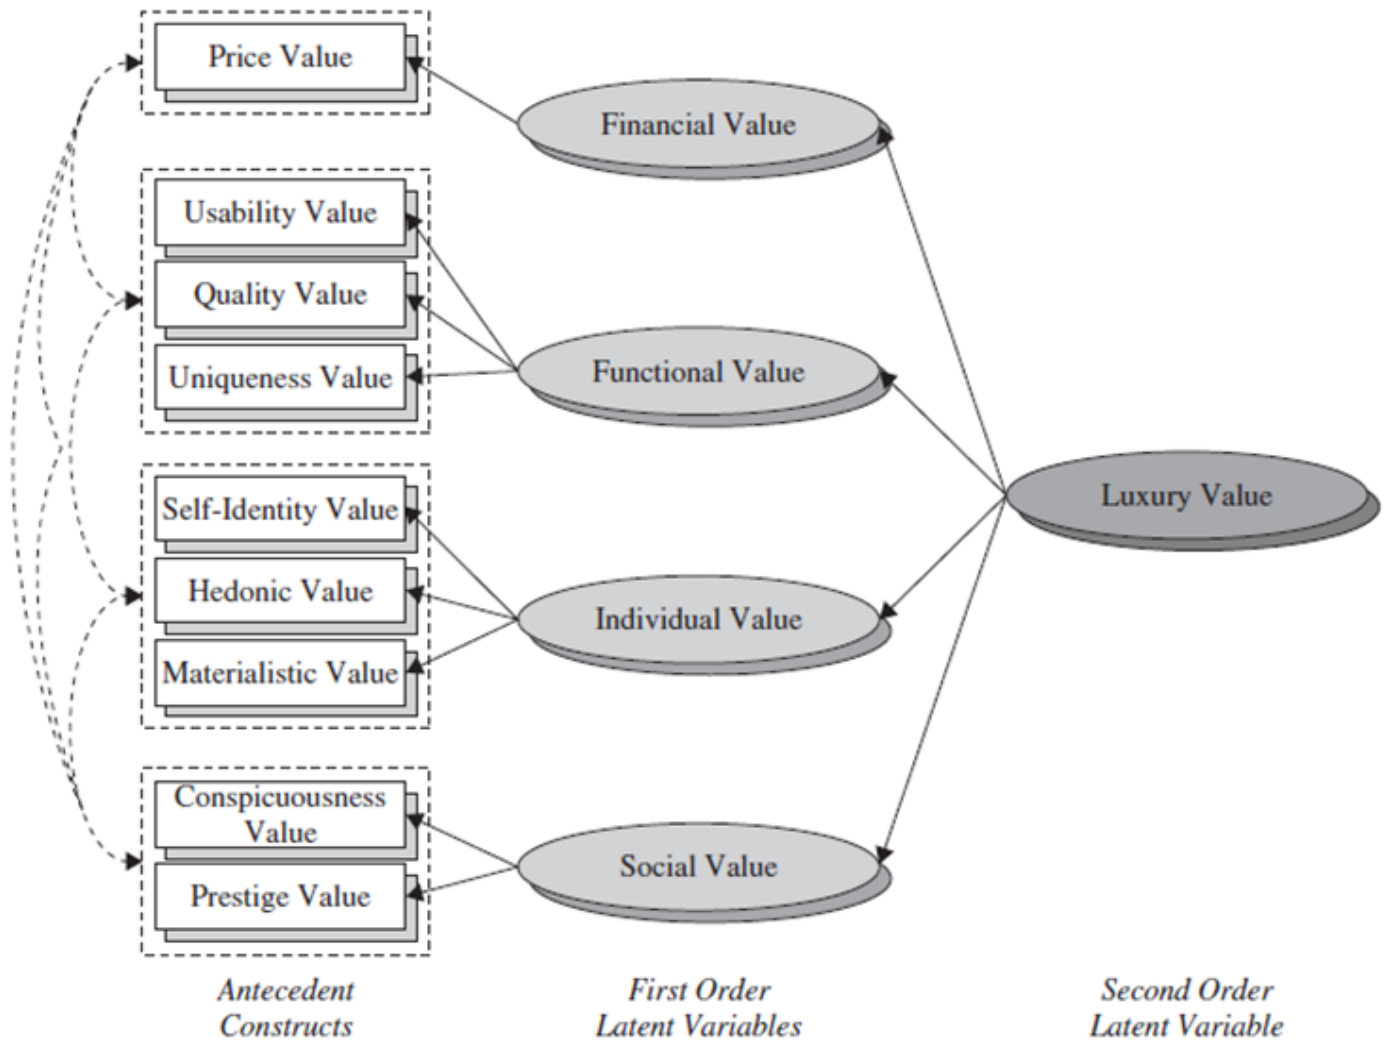 Price Value
Financial Value
Usability Value
Quality Value
Uniqueness Value
Functional Value
Self-Identity Value
Hedonic Value
Materialistic Value
Individual Value
Luxury Value
Conspicuousness
Value
Prestige Value
Social Value
Antecedent
Constructs
First Order
Latent Variables
Second Order
Latent Variable